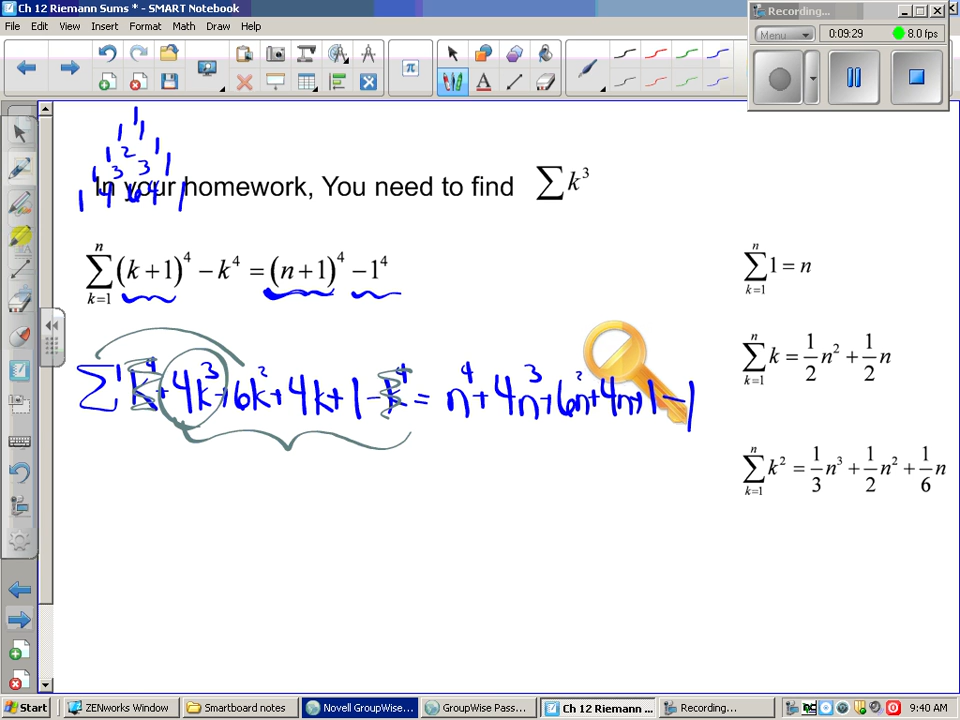 Ch 12 Riemann Sums * - SMART Notebook
Recording...
File Edit View Insert Format Math Draw Help
Menu
0:09:29
8.0 fps
π
A
1
1 1
1 2 1
1 3 3 1
1 4 6 4 1
In your homework, You need to find ∑k³
∑_{k=1}^{n} (k+1)⁴ − k⁴ = (n+1)⁴ − 1⁴
∑_{k=1}^{n} 1 = n
∑_{k=1}^{n} k = 1/2 n² + 1/2 n
∑ k⁴ + 4k³ + 6k² + 4k + 1 − k⁴ = n⁴ + 4n³ + 6n² + 4n + 1 − 1
∑_{k=1}^{n} k² = 1/3 n³ + 1/2 n² + 1/6 n
Start
ZENworks Window
Smartboard notes
Novell GroupWise...
GroupWise Pass...
Ch 12 Riemann ...
Recording...
9:40 AM